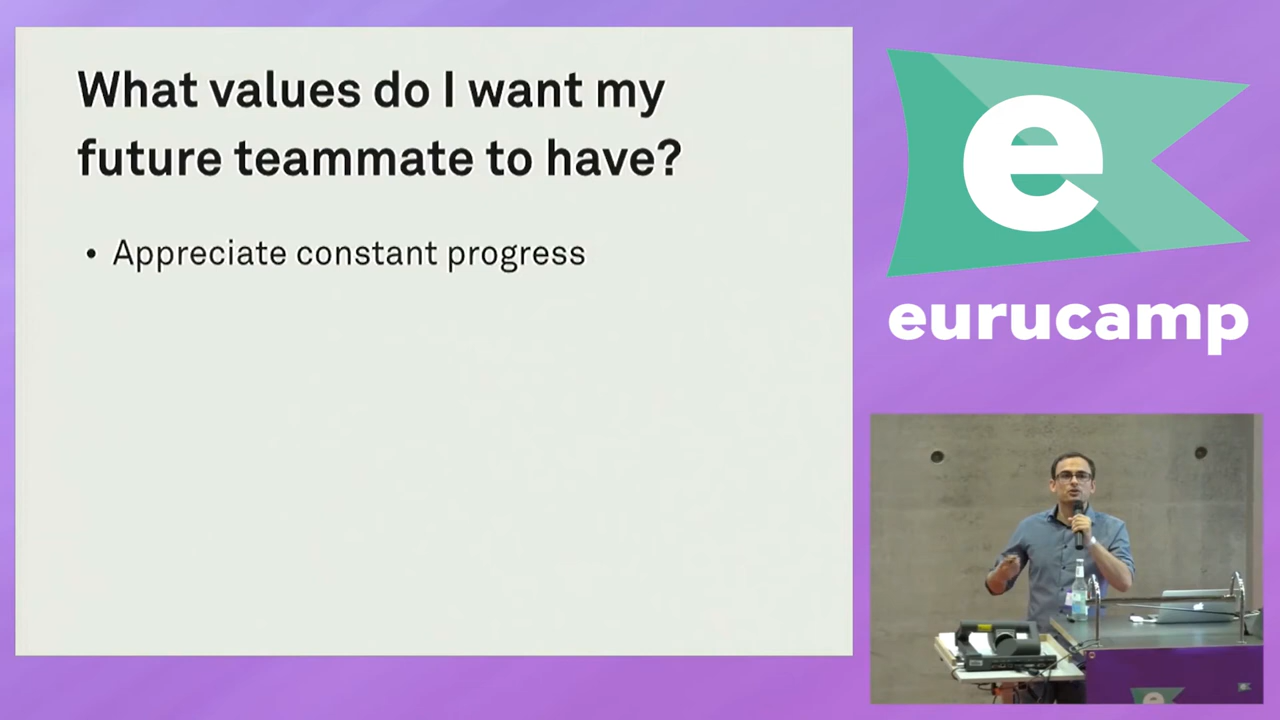 What values do I want my
future teammate to have?
• Appreciate constant progress
e
eurucamp
e